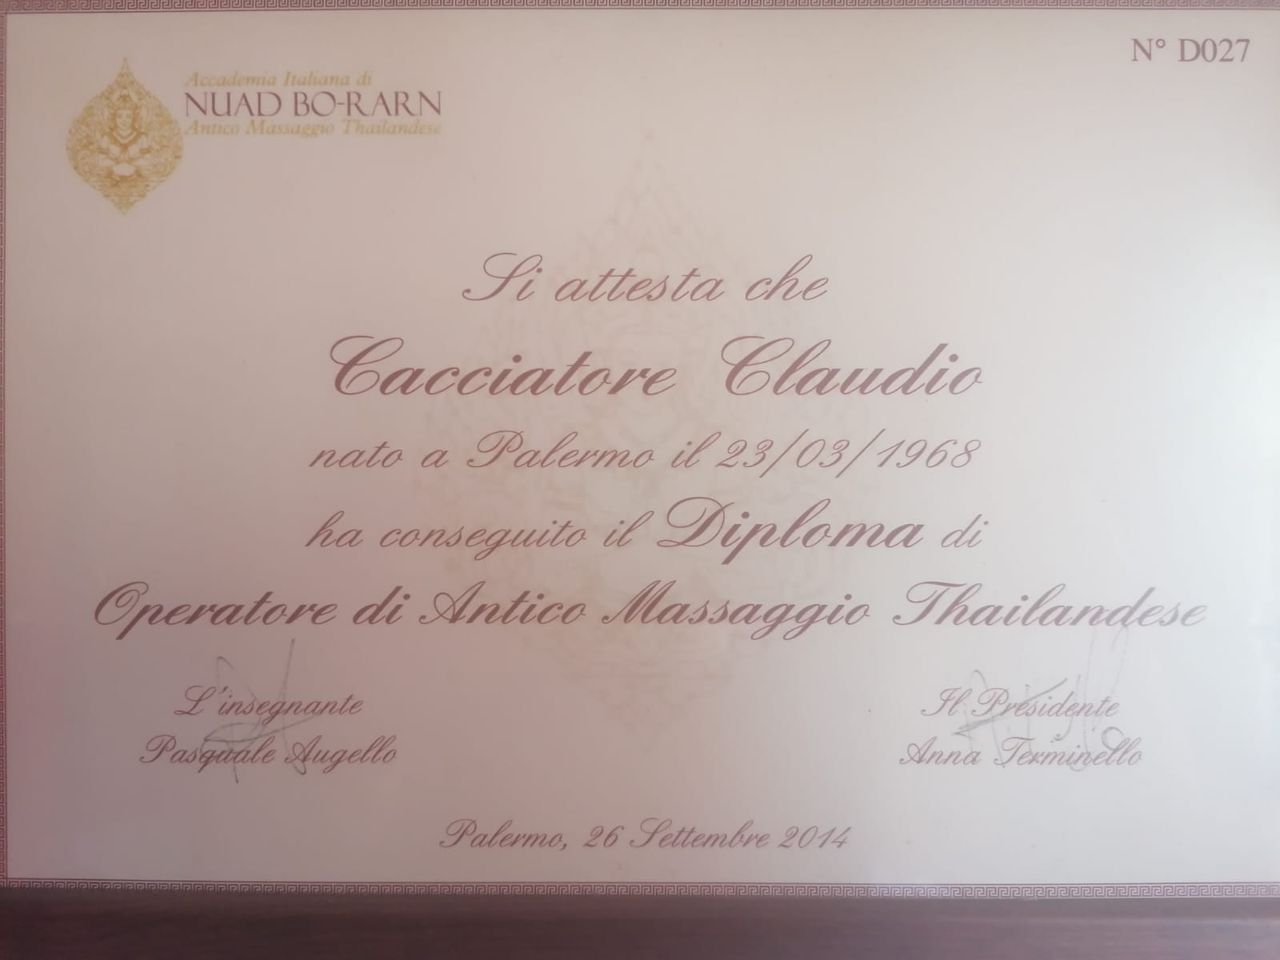 N° D027
Accademia Italiana di
NUAD BO-RARN
Antico Massaggio Thailandese
Si attesta che
Cacciatore Claudio
nato a Palermo il 23/03/1968
ha conseguito il Diploma di
Operatore di Antico Massaggio Thailandese
L'insegnante
Pasquale Augello
Il Presidente
Anna Terminello
Palermo, 26 Settembre 2014